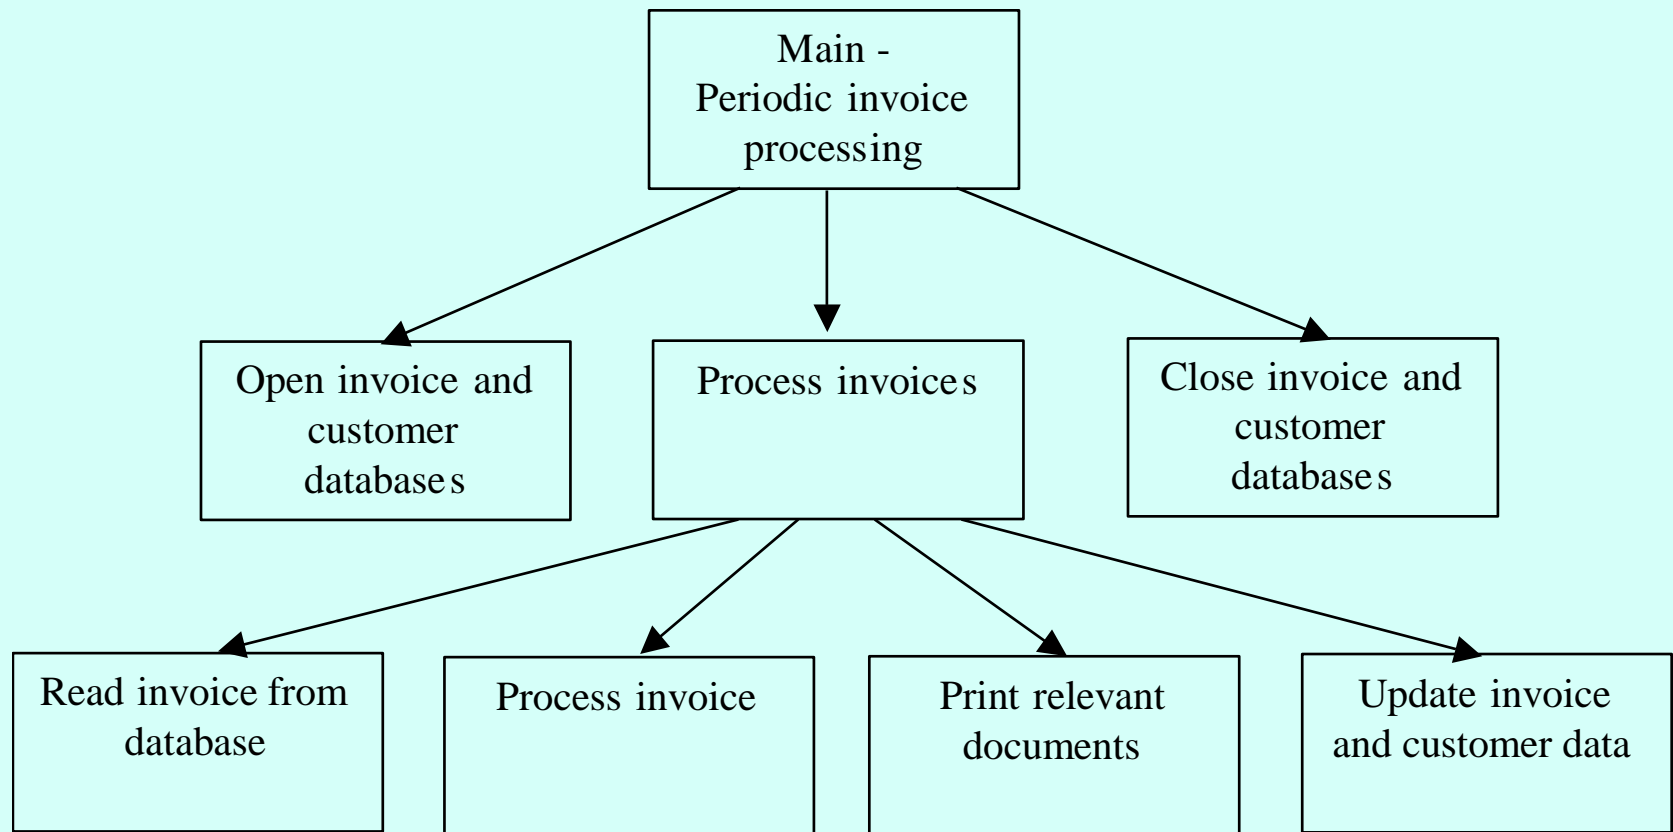 Main -
Periodic invoice
processing
Open invoice and
customer
databases
Process invoices
Close invoice and
customer
databases
Read invoice from
database
Process invoice
Print relevant
documents
Update invoice
and customer data